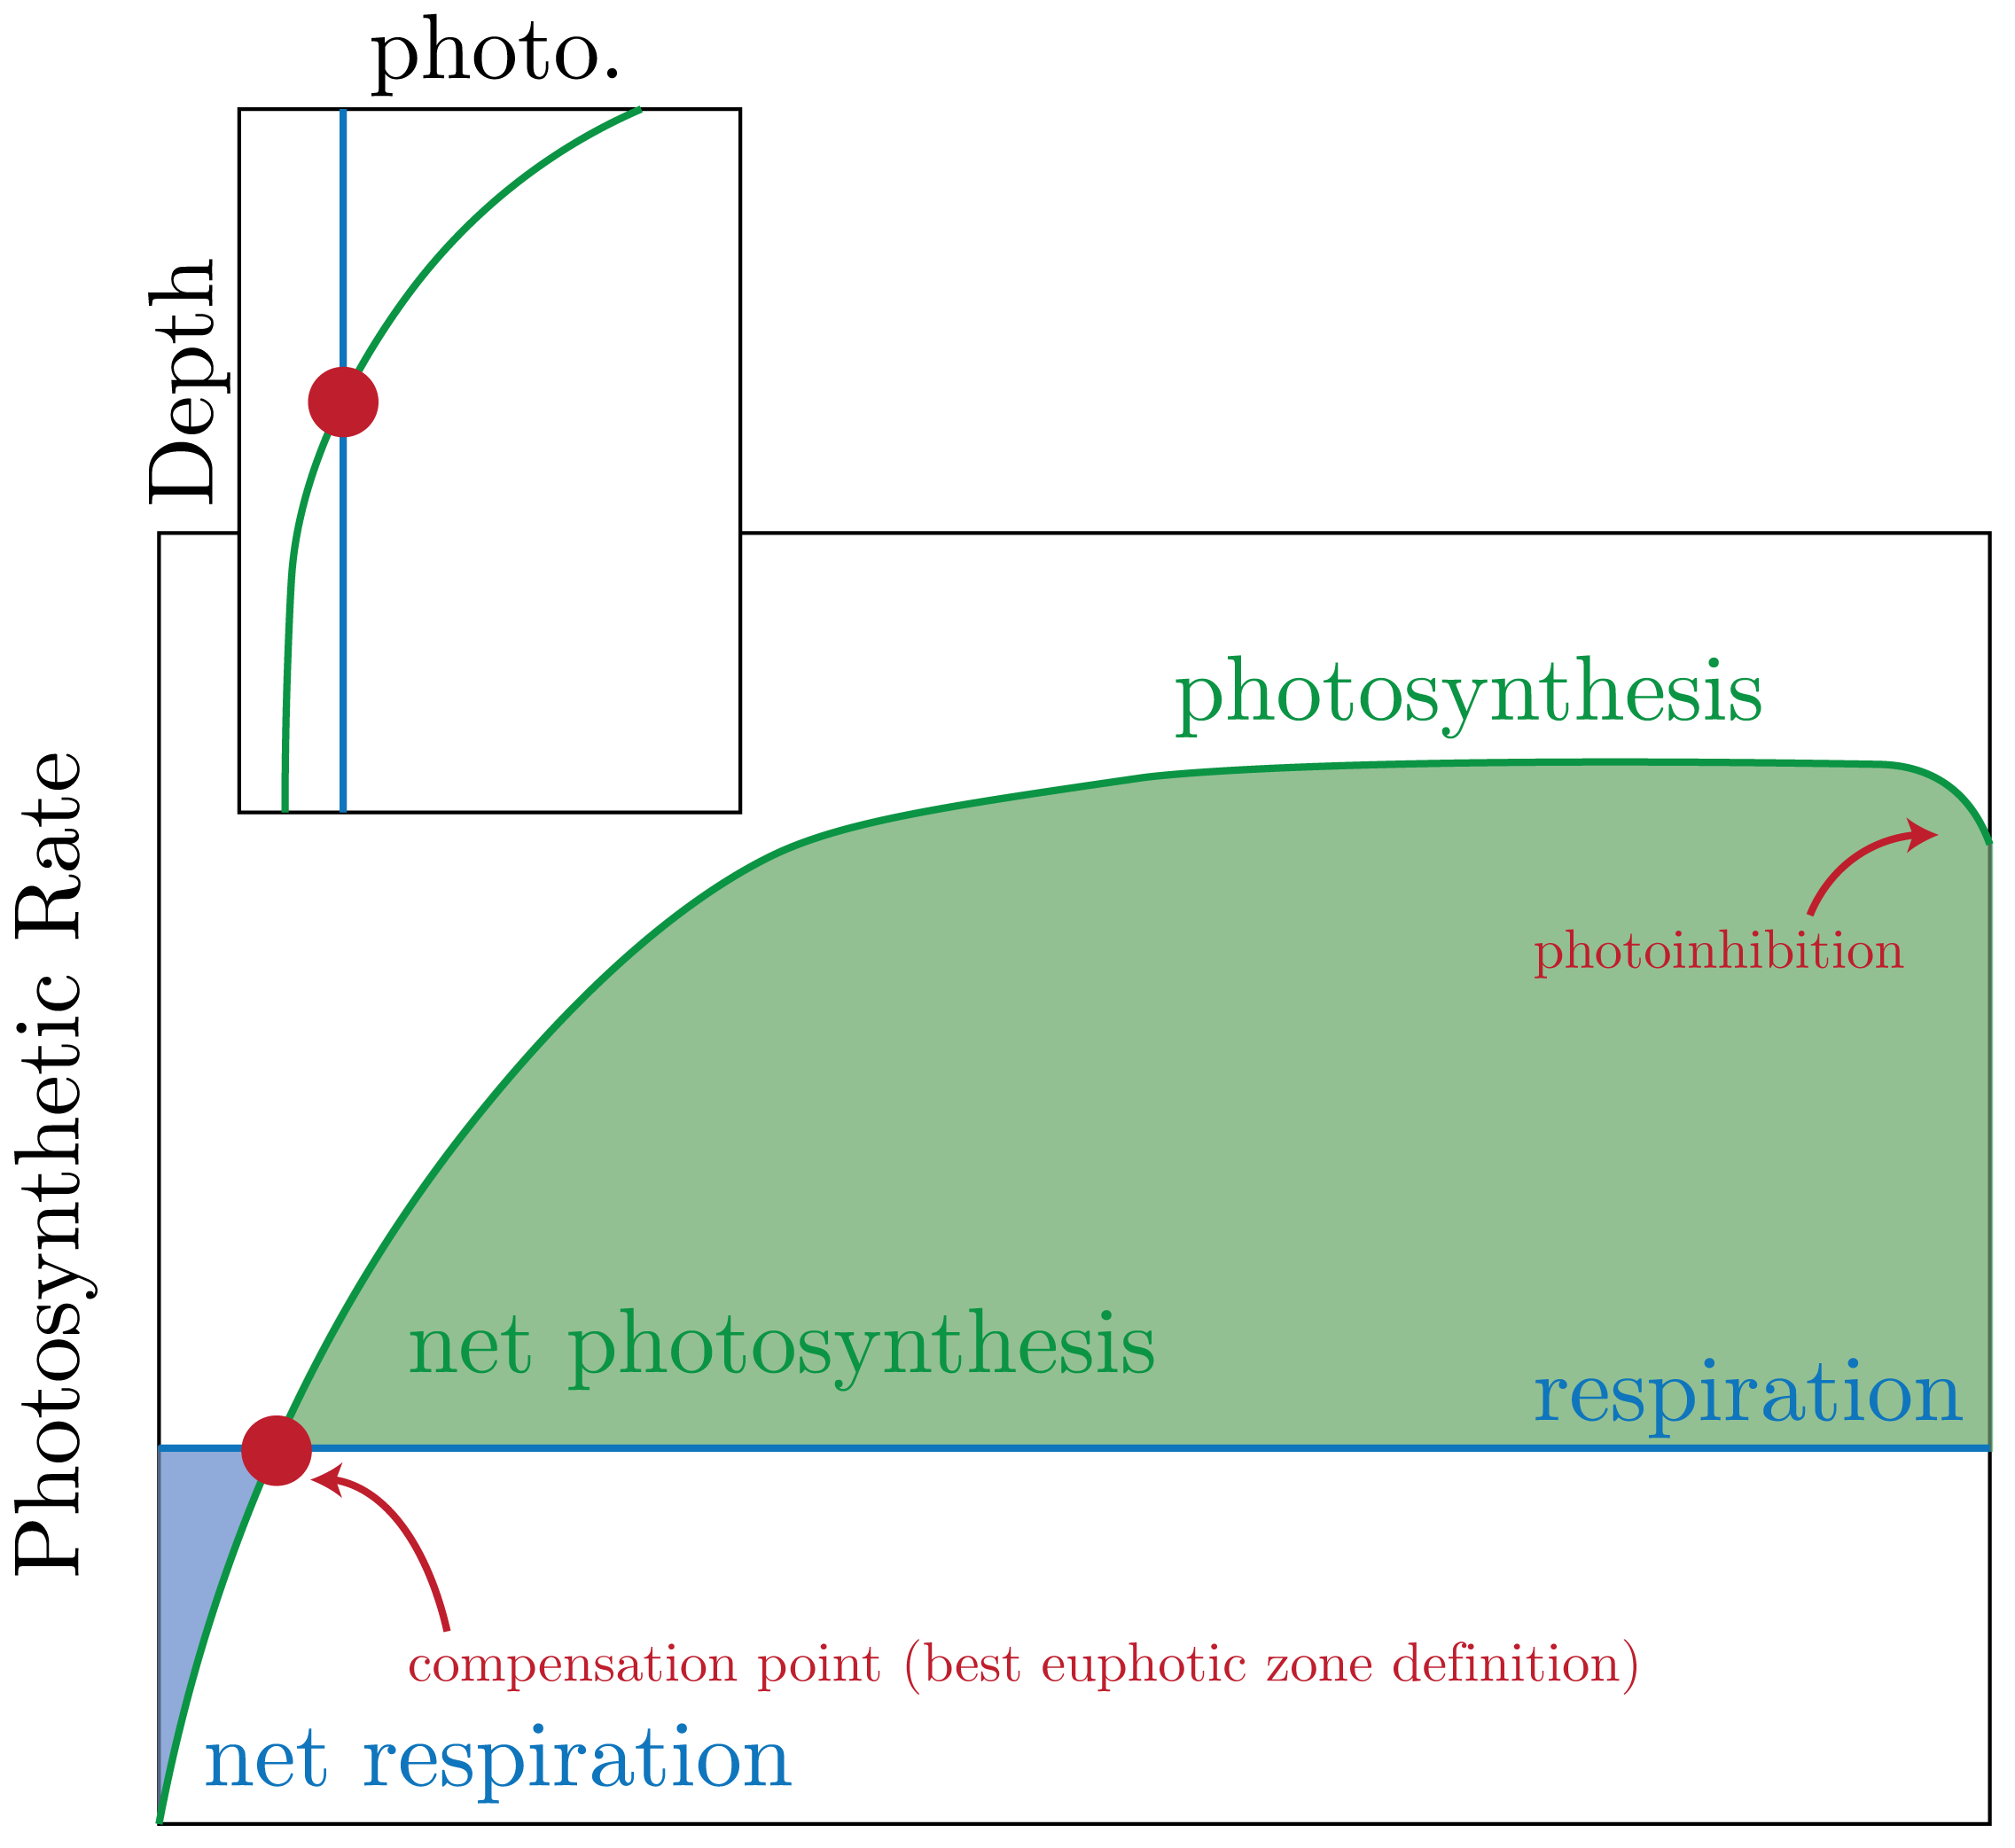 photo.
Depth
Photosynthetic Rate
photosynthesis
photoinhibition
net photosynthesis
respiration
compensation point (best euphotic zone definition)
net respiration